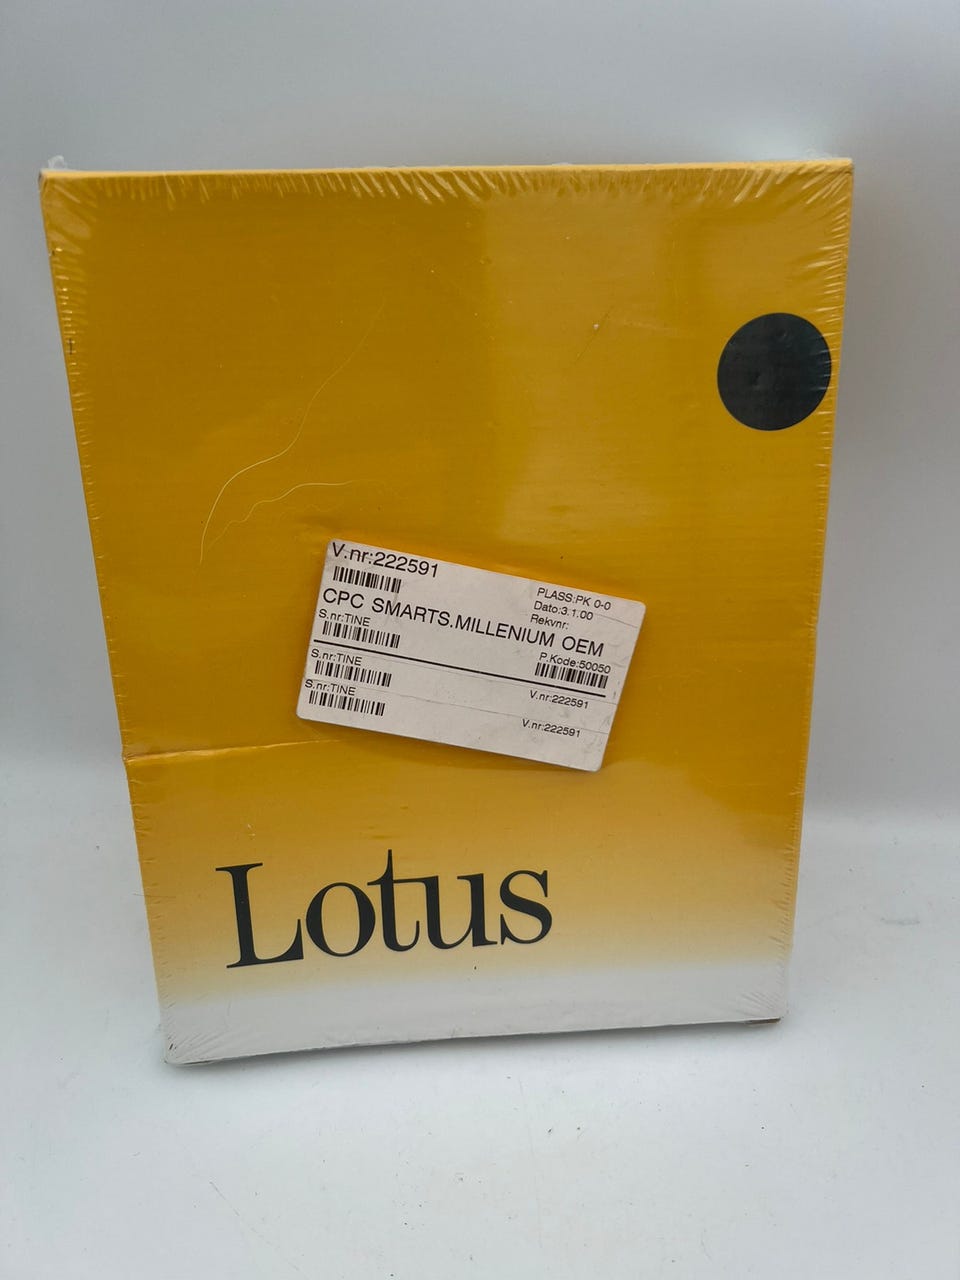 V.nr:222591
PLASS:PK 0-0
Dato:3.1.00
Rekvnr:
CPC SMARTS.MILLENIUM OEM
S.nr:TINE
P.Kode:50050
S.nr:TINE
V.nr:222591
S.nr:TINE
V.nr:222591
Lotus